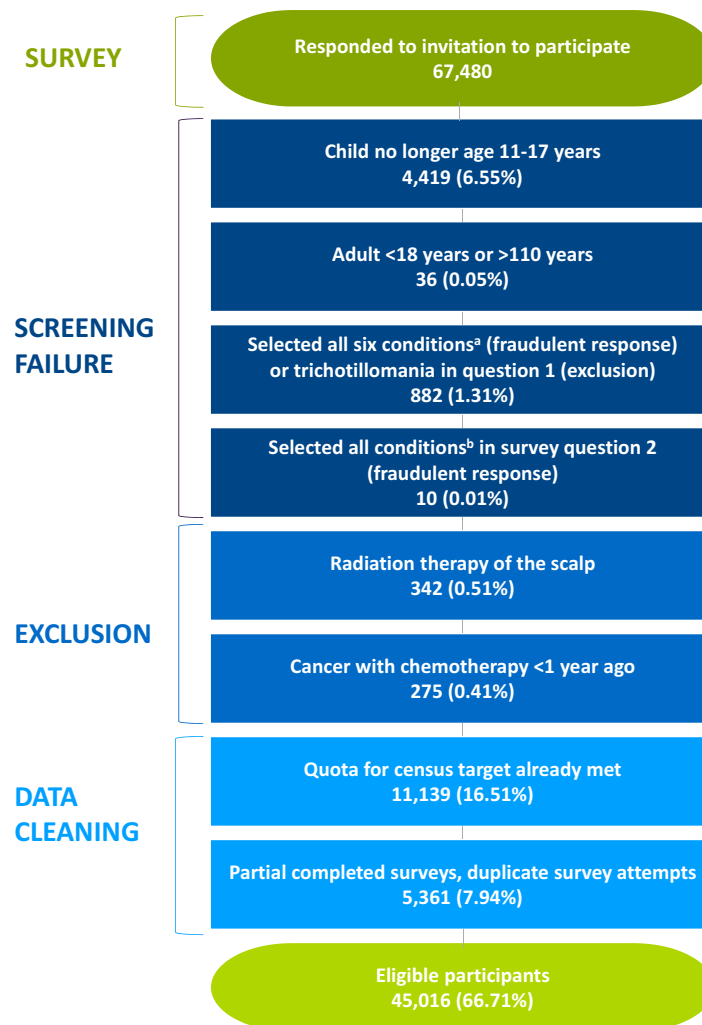 SURVEY
Responded to invitation to participate
67,480
SCREENING
FAILURE
Child no longer age 11-17 years
4,419 (6.55%)
Adult <18 years or >110 years
36 (0.05%)
Selected all six conditionsᵃ (fraudulent response)
or trichotillomania in question 1 (exclusion)
882 (1.31%)
Selected all conditionsᵇ in survey question 2
(fraudulent response)
10 (0.01%)
EXCLUSION
Radiation therapy of the scalp
342 (0.51%)
Cancer with chemotherapy <1 year ago
275 (0.41%)
DATA
CLEANING
Quota for census target already met
11,139 (16.51%)
Partial completed surveys, duplicate survey attempts
5,361 (7.94%)
Eligible participants
45,016 (66.71%)